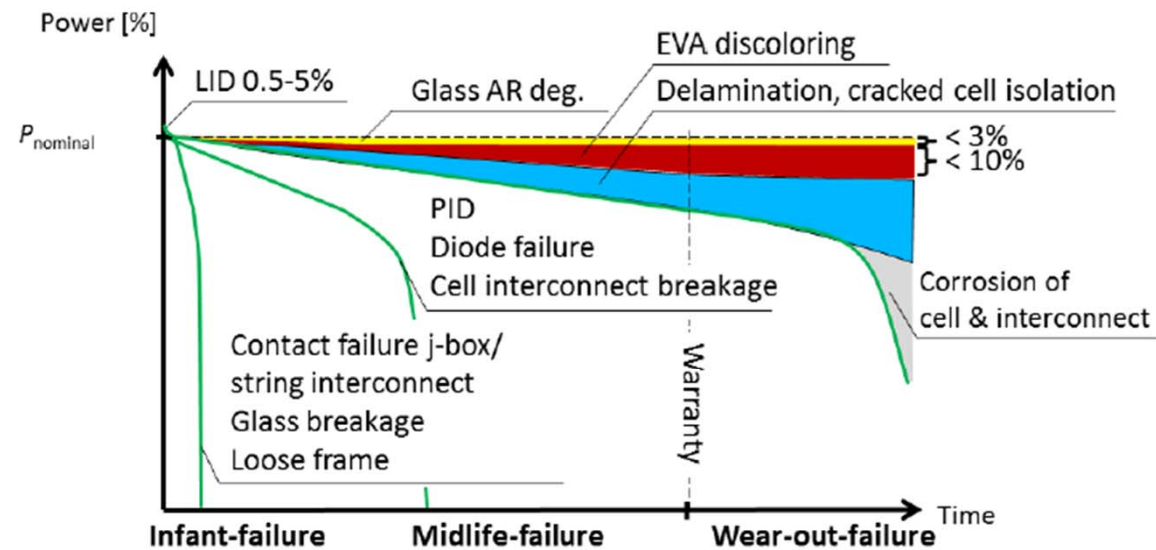 Power [%]
LID 0.5-5%
Glass AR deg.
EVA discoloring
Delamination, cracked cell isolation
Pnominal
< 3%
< 10%
PID
Diode failure
Cell interconnect breakage
Corrosion of
cell & interconnect
Contact failure j-box/
string interconnect
Glass breakage
Loose frame
Warranty
Time
Infant-failure
Midlife-failure
Wear-out-failure